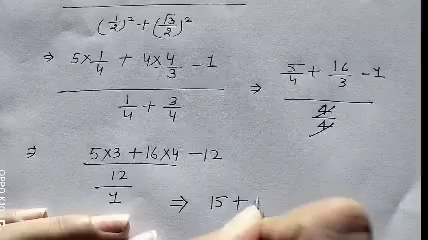 (1/2)² + (√3/2)²
⇒ 5×1/4 + 4×4/3 - 1
1/4 + 3/4
⇒ 5/4 + 16/3 - 1
4/4
⇒ 5×3 + 16×4 - 12
12
1
⇒ 15 +